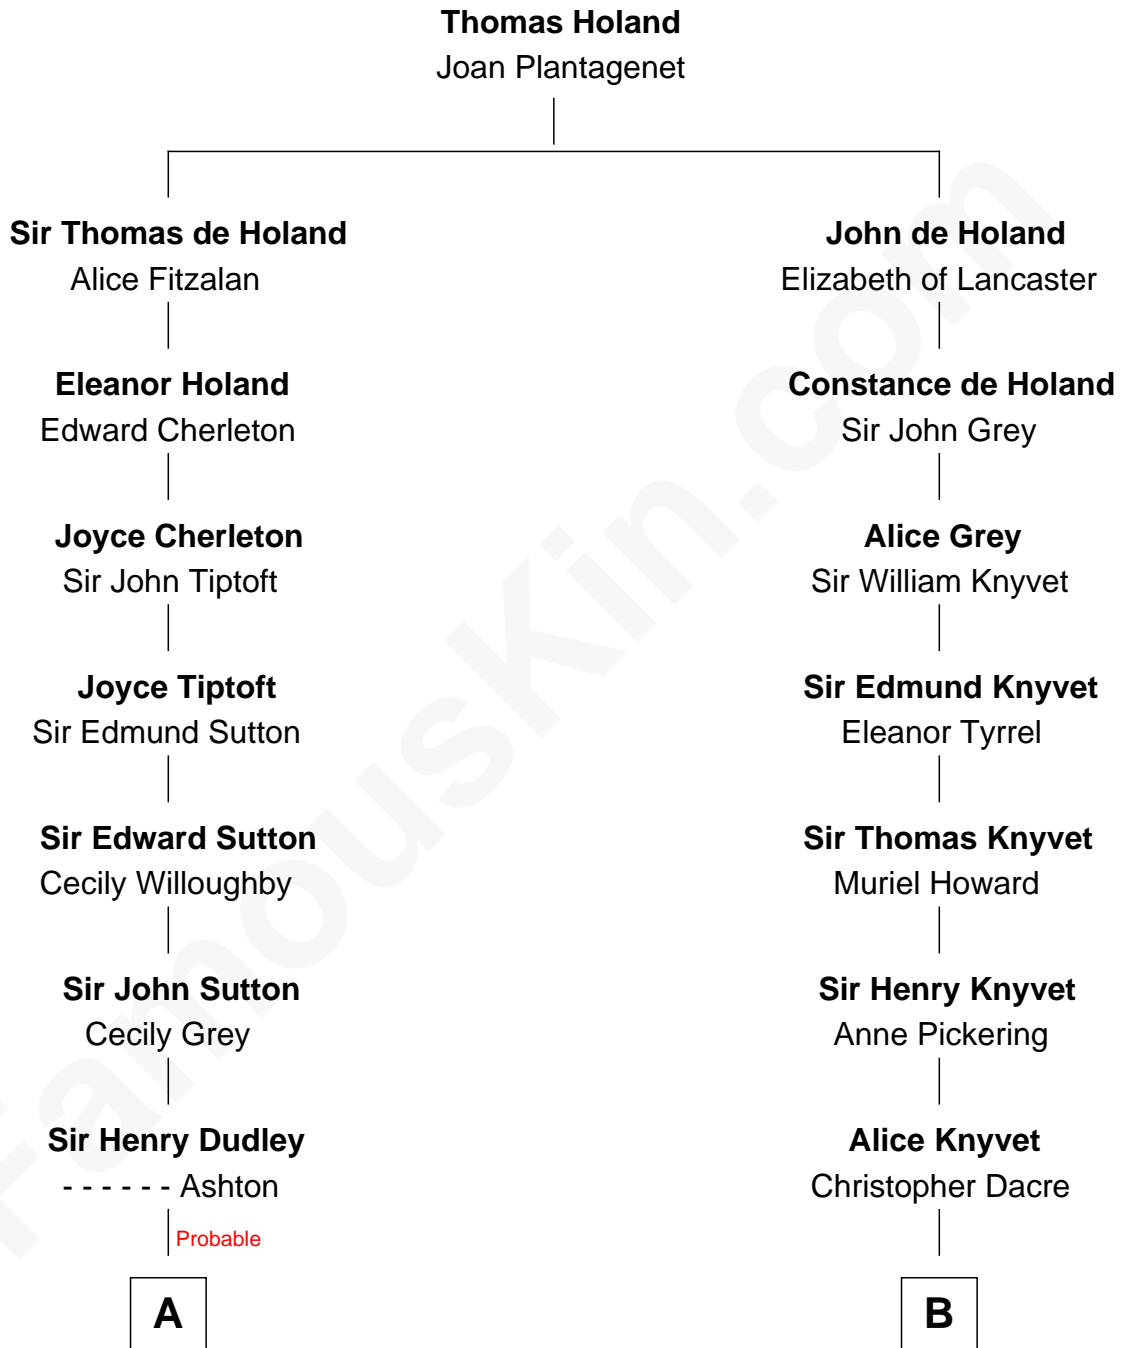 Thomas Holand
Joan Plantagenet
Sir Thomas de Holand
Alice Fitzalan
John de Holand
Elizabeth of Lancaster
Eleanor Holand
Edward Cherleton
Constance de Holand
Sir John Grey
Joyce Cherleton
Sir John Tiptoft
Alice Grey
Sir William Knyvet
Joyce Tiptoft
Sir Edmund Sutton
Sir Edmund Knyvet
Eleanor Tyrrel
Sir Edward Sutton
Cecily Willoughby
Sir Thomas Knyvet
Muriel Howard
Sir John Sutton
Cecily Grey
Sir Henry Knyvet
Anne Pickering
Sir Henry Dudley
- - - - - - Ashton
Alice Knyvet
Christopher Dacre
Probable
A
B
FamousKin.com